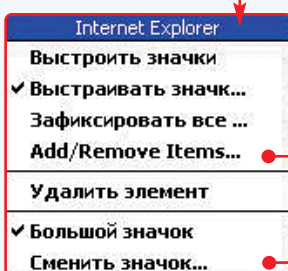 Internet Explorer
Выстроить значки
Выстраивать значк...
Зафиксировать все ...
Add/Remove Items...
Удалить элемент
Большой значок
Сменить значок...